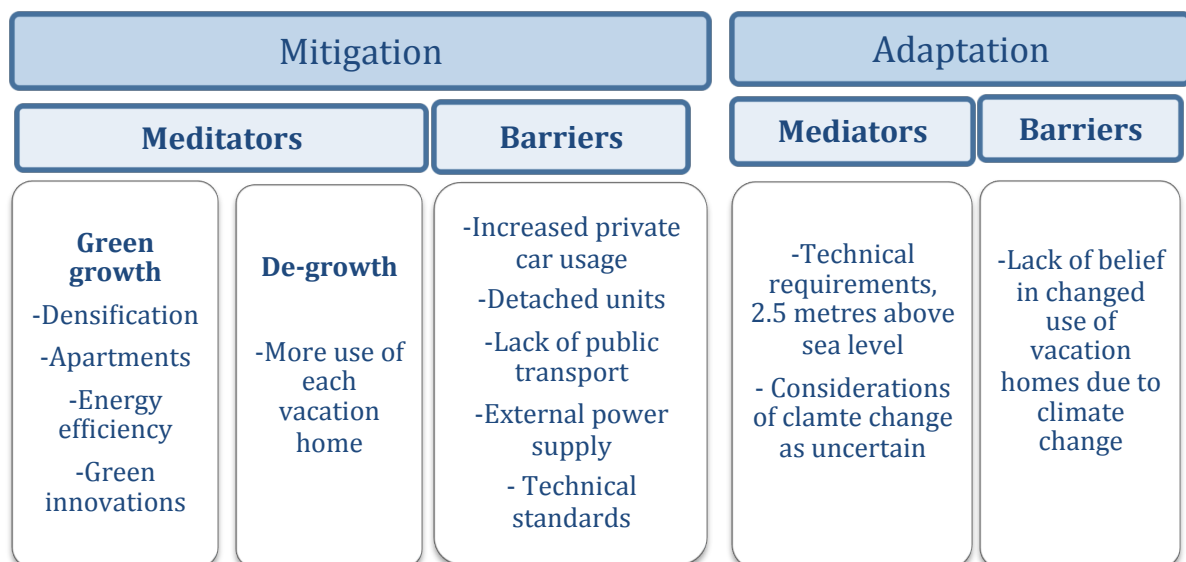 Mitigation
Meditators
Barriers
Green
growth
-Densification
-Apartments
-Energy
efficiency
-Green
innovations
De-growth
-More use of
each
vacation
home
-Increased private
car usage
-Detached units
-Lack of public
transport
-External power
supply
- Technical
standards
Adaptation
Mediators
Barriers
-Technical
requirements,
2.5 metres above
sea level
- Considerations
of clamte change
as uncertain
-Lack of belief
in changed
use of
vacation
homes due to
climate
change